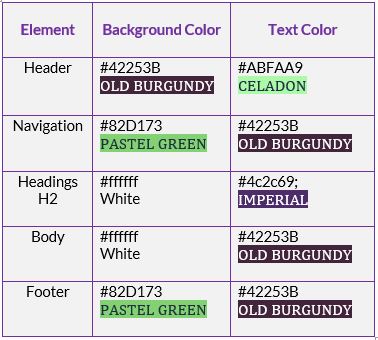 Element Background Color Text Color
Header #42253B #ABFAA9
OLD BURGUNDY CELADON
Navigation #82D173 #42253B
PASTEL GREEN OLD BURGUNDY
Headings #ffffff #4c2c69;
H2 White IMPERIAL
Body #ffffff #42253B
White OLD BURGUNDY
Footer #82D173 #42253B
PASTEL GREEN OLD BURGUNDY